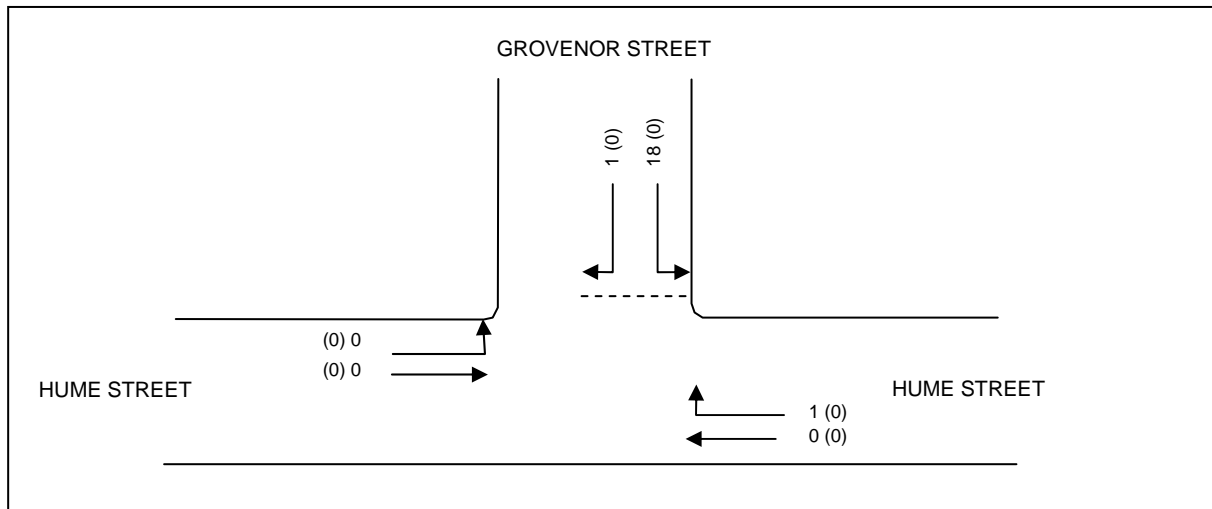 GROVENOR STREET
1 (0)
18 (0)
(0) 0
(0) 0
HUME STREET
HUME STREET
1 (0)
0 (0)